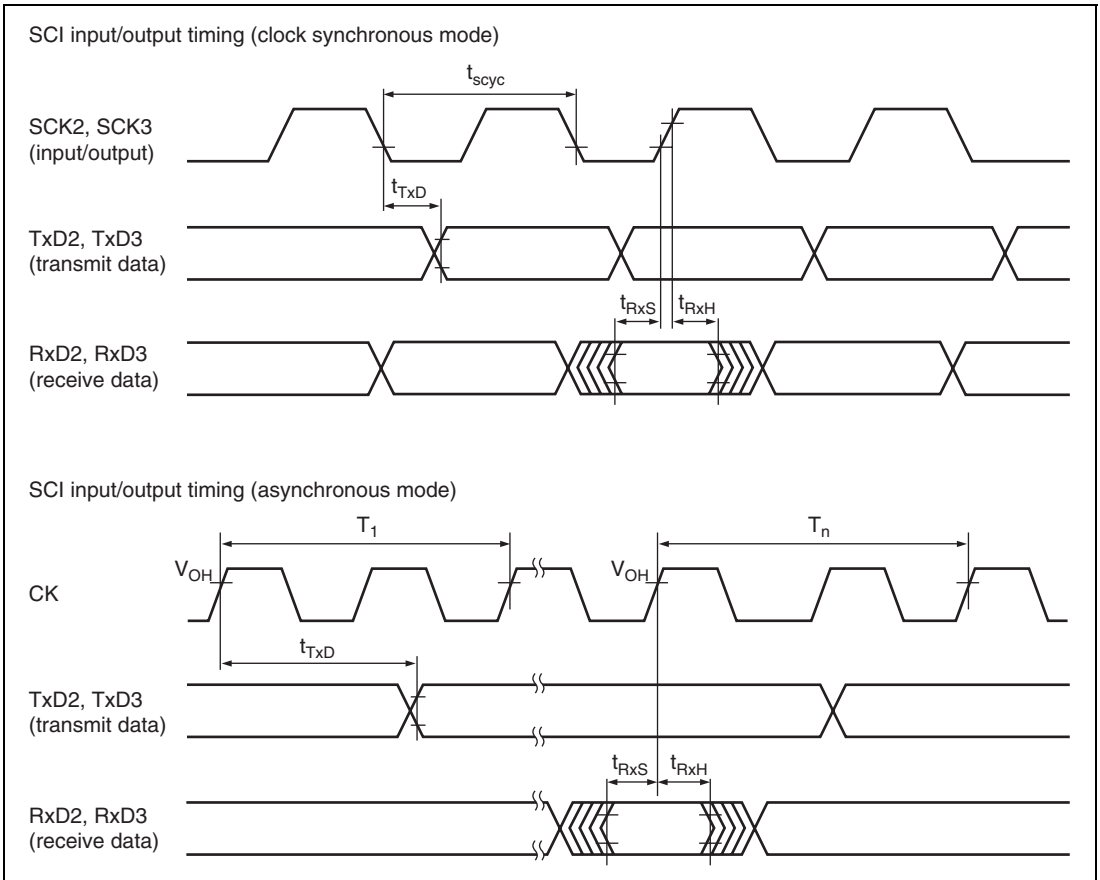 SCI input/output timing (clock synchronous mode)
tscyc
SCK2, SCK3
(input/output)
tTxD
TxD2, TxD3
(transmit data)
tRxS
tRxH
RxD2, RxD3
(receive data)
SCI input/output timing (asynchronous mode)
T1
Tn
VOH
VOH
CK
tTxD
TxD2, TxD3
(transmit data)
tRxS
tRxH
RxD2, RxD3
(receive data)